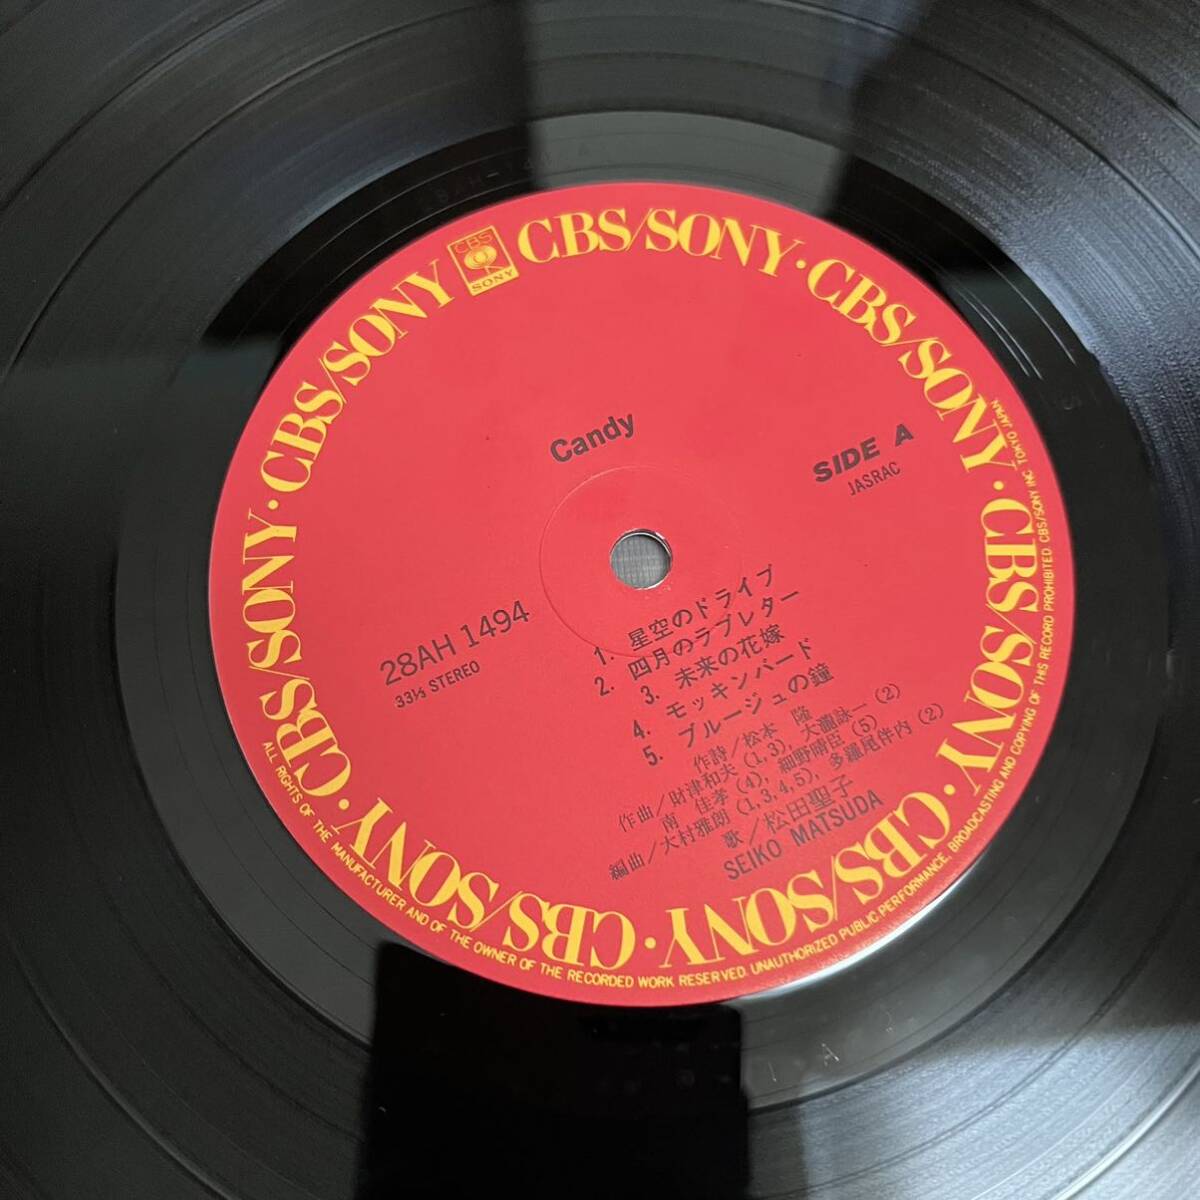 CBS
SONY
CBS/SONY · CBS/SONY · CBS/SONY · CBS/SONY · CBS/SONY · CBS/SONY · CBS/SONY · CBS/SONY
Candy
SIDE A
JASRAC
28AH 1494
33⅓ STEREO
1. 星空のドライブ
2. 四月のラブレター
3. 未来の花嫁
4. モッキンバード
5. ブルージュの鐘
作詩/松本 隆
作曲/財津和夫(1,3), 大瀧詠一(2)
南 佳孝(4), 細野晴臣(5)
編曲/大村雅朗(1,3,4,5), 多羅尾伴内(2)
歌/松田聖子
SEIKO MATSUDA
ALL RIGHTS OF THE MANUFACTURER AND OF THE OWNER OF THE RECORDED WORK RESERVED. UNAUTHORIZED PUBLIC PERFORMANCE, BROADCASTING AND COPYING OF THIS RECORD PROHIBITED. CBS/SONY INC. TOKYO JAPAN